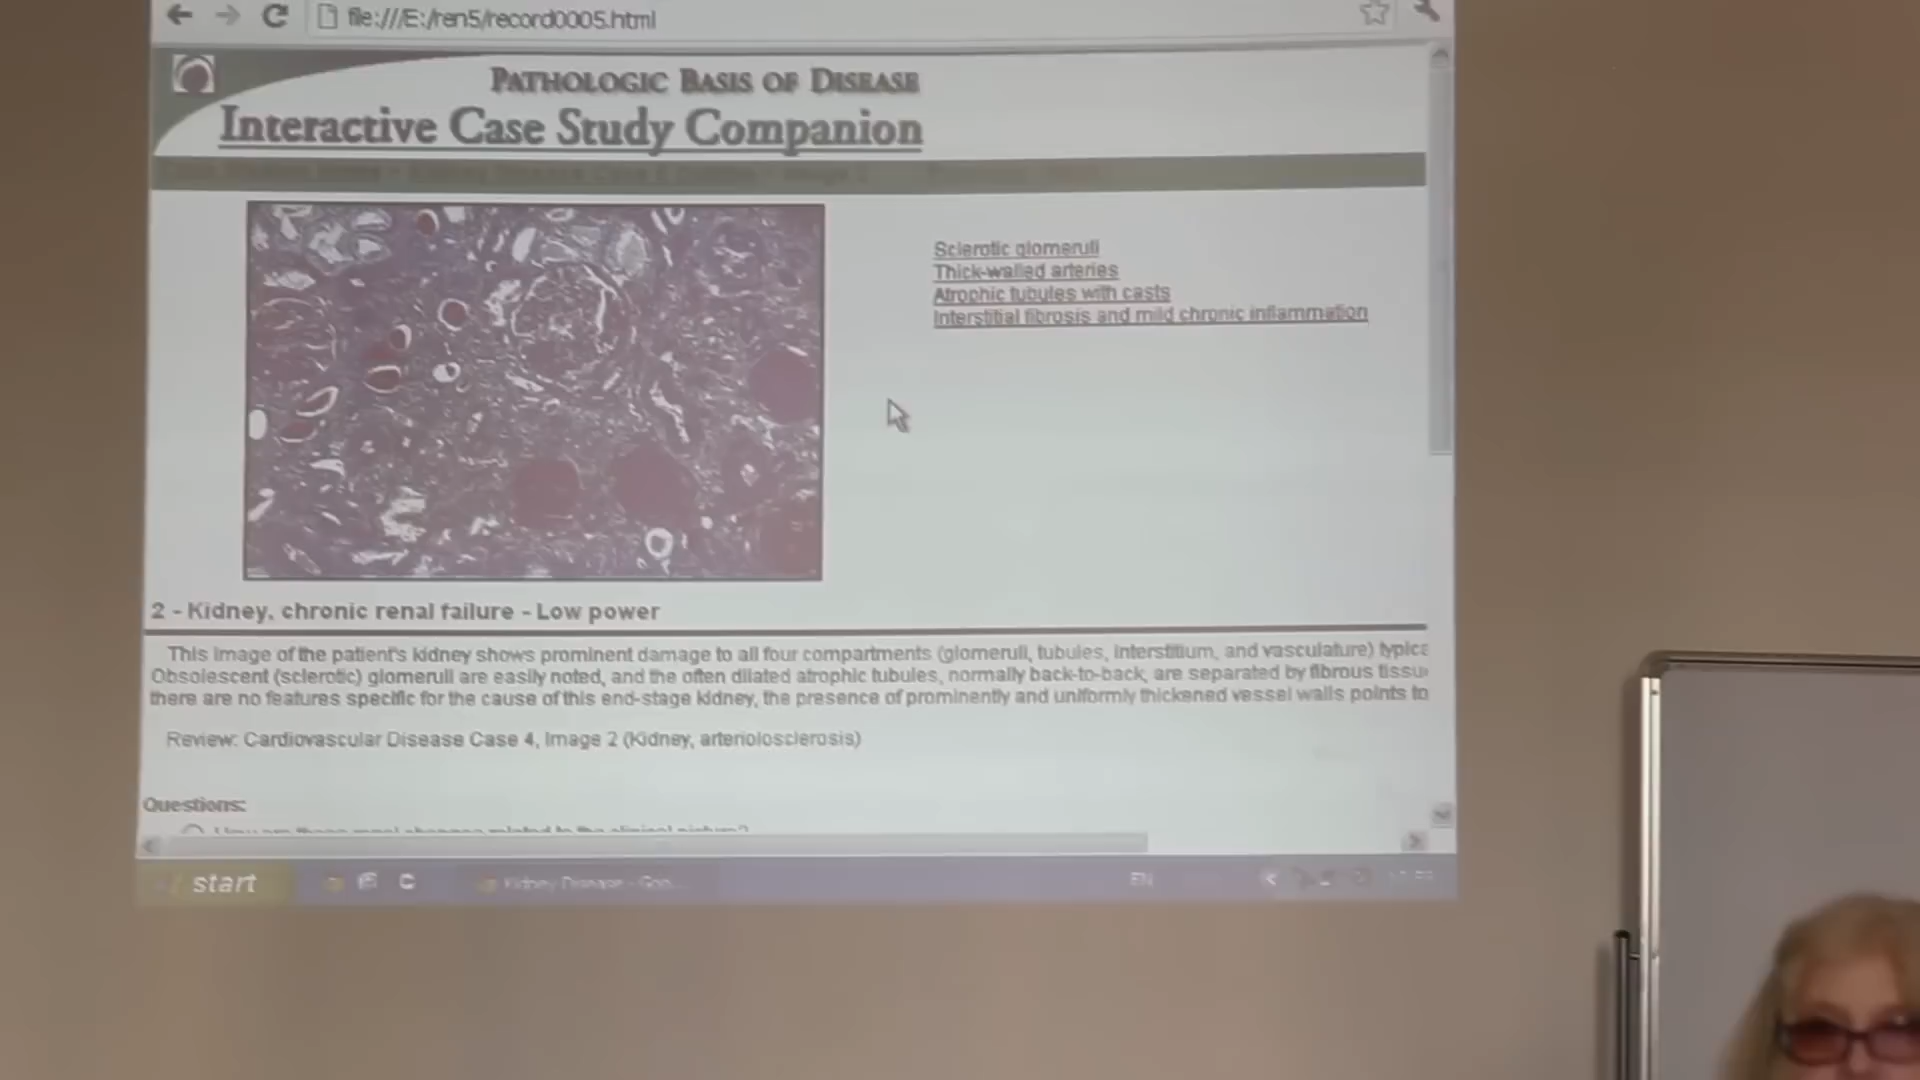 file:///E:/ren5/record0005.html
PATHOLOGIC BASIS OF DISEASE
Interactive Case Study Companion
Sclerotic glomeruli
Thick-walled arteries
Atrophic tubules with casts
Interstitial fibrosis and mild chronic inflammation
2 - Kidney, chronic renal failure - Low power
This image of the patient's kidney shows prominent damage to all four compartments (glomeruli, tubules, interstitium, and vasculature)
Obsolescent (sclerotic) glomeruli are easily noted, and the often dilated atrophic tubules, normally back-to-back, are separated by fibrous
there are no features specific for the cause of this end-stage kidney, the presence of prominently and uniformly thickened vessel walls points to
Review: Cardiovascular Disease Case 4, Image 2 (Kidney, arteriolosclerosis)
Questions:
start
Kidney Disease - Goo...
EN